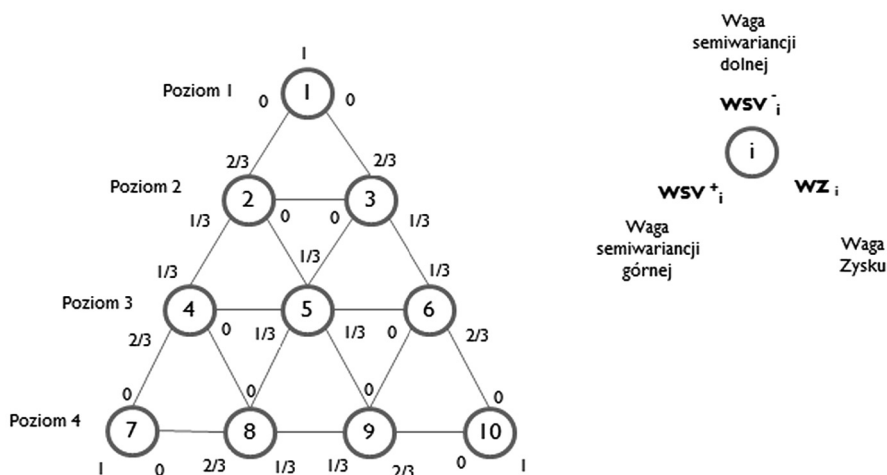 1
Poziom 1
0
1
0
2/3
2/3
Poziom 2
2
3
1/3
0
0
1/3
1/3
1/3
1/3
Poziom 3
4
5
6
2/3
0
1/3
1/3
0
2/3
0
0
0
0
Poziom 4
7
8
9
10
1
0
2/3
1/3
1/3
2/3
0
1
Waga
semiwariancji
dolnej
wsv⁻ᵢ
i
wsv⁺ᵢ
wzᵢ
Waga
semiwariancji
górnej
Waga
Zysku